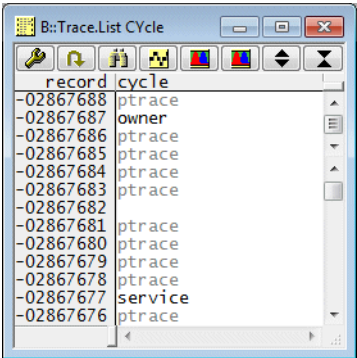 B::Trace.List CYcle
record cycle
-02867688 ptrace
-02867687 owner
-02867686 ptrace
-02867685 ptrace
-02867684 ptrace
-02867683 ptrace
-02867682
-02867681 ptrace
-02867680 ptrace
-02867679 ptrace
-02867678 ptrace
-02867677 service
-02867676 ptrace